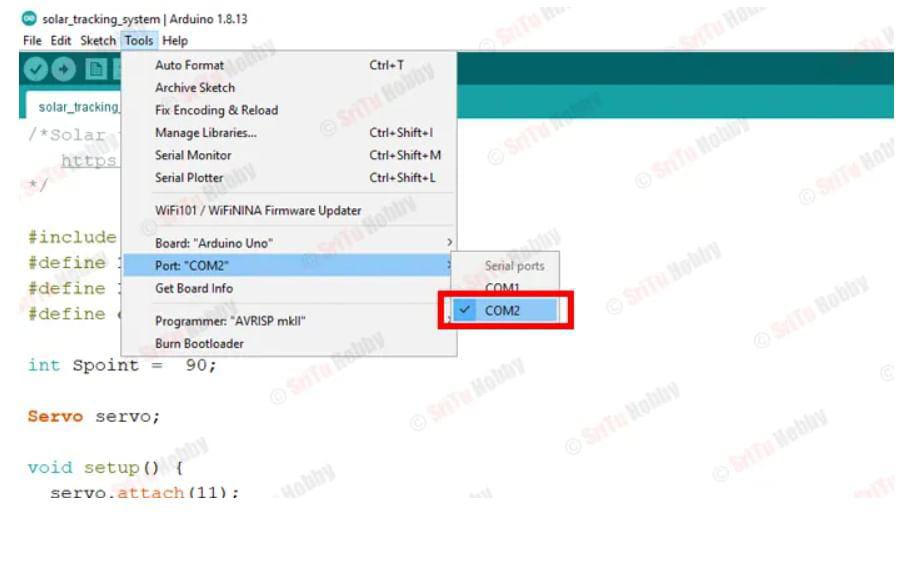 solar_tracking_system | Arduino 1.8.13
File Edit Sketch Tools Help
Auto Format Ctrl+T
Archive Sketch
Fix Encoding & Reload
Manage Libraries... Ctrl+Shift+I
Serial Monitor Ctrl+Shift+M
Serial Plotter Ctrl+Shift+L
WiFi101 / WiFiNINA Firmware Updater
Board: "Arduino Uno"
Port: "COM2"
Get Board Info
Programmer: "AVRISP mkII"
Burn Bootloader
Serial ports
COM1
COM2
solar_tracking_
/*Solar
https
*/
#include
#define
#define
#define
int Spoint = 90;
Servo servo;
void setup() {
servo.attach(11);
© SriTu Hobby